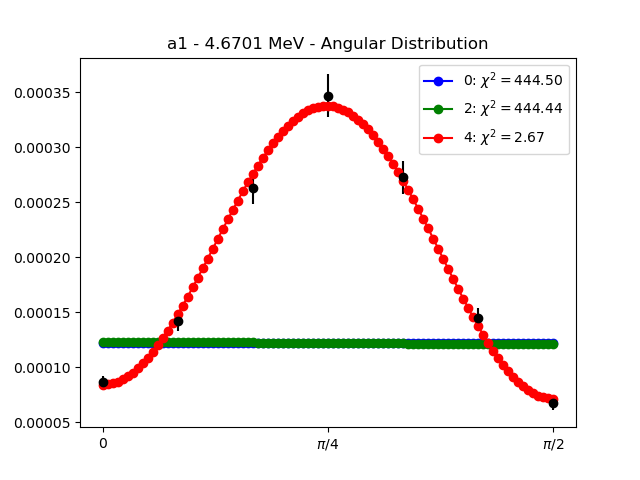 a1 - 4.6701 MeV - Angular Distribution
0: χ² = 444.50
2: χ² = 444.44
4: χ² = 2.67
0.00035
0.00030
0.00025
0.00020
0.00015
0.00010
0.00005
0 π/4 π/2